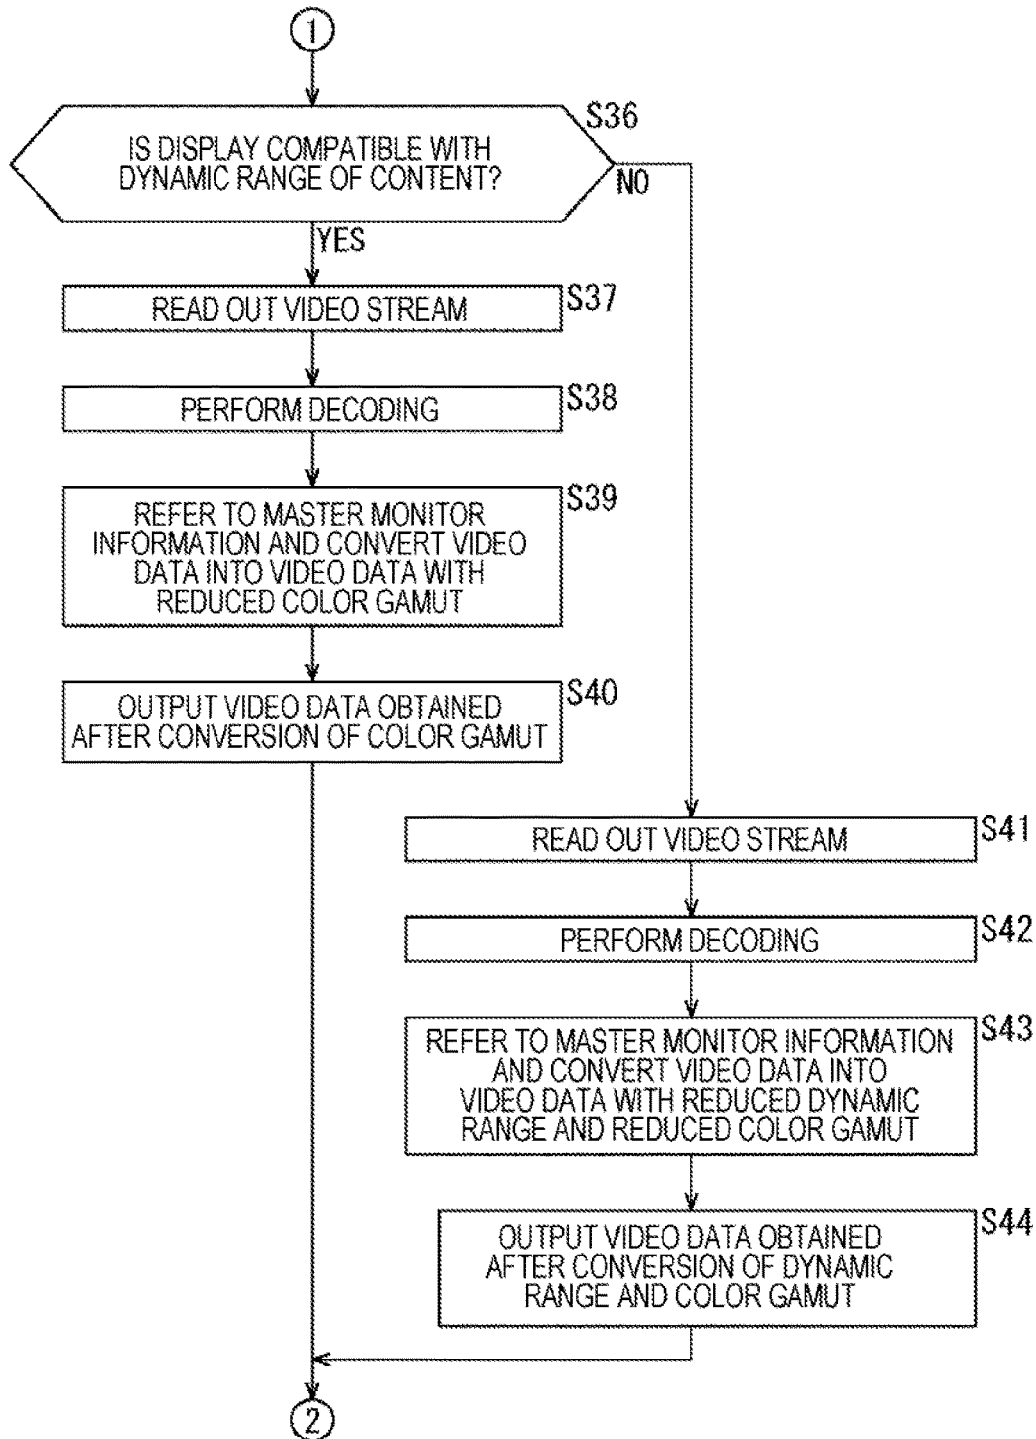 1
S36
IS DISPLAY COMPATIBLE WITH
DYNAMIC RANGE OF CONTENT?
NO
YES
S37
READ OUT VIDEO STREAM
S38
PERFORM DECODING
S39
REFER TO MASTER MONITOR
INFORMATION AND CONVERT VIDEO
DATA INTO VIDEO DATA WITH
REDUCED COLOR GAMUT
S40
OUTPUT VIDEO DATA OBTAINED
AFTER CONVERSION OF COLOR GAMUT
S41
READ OUT VIDEO STREAM
S42
PERFORM DECODING
S43
REFER TO MASTER MONITOR INFORMATION
AND CONVERT VIDEO DATA INTO
VIDEO DATA WITH REDUCED DYNAMIC
RANGE AND REDUCED COLOR GAMUT
S44
OUTPUT VIDEO DATA OBTAINED
AFTER CONVERSION OF DYNAMIC
RANGE AND COLOR GAMUT
2